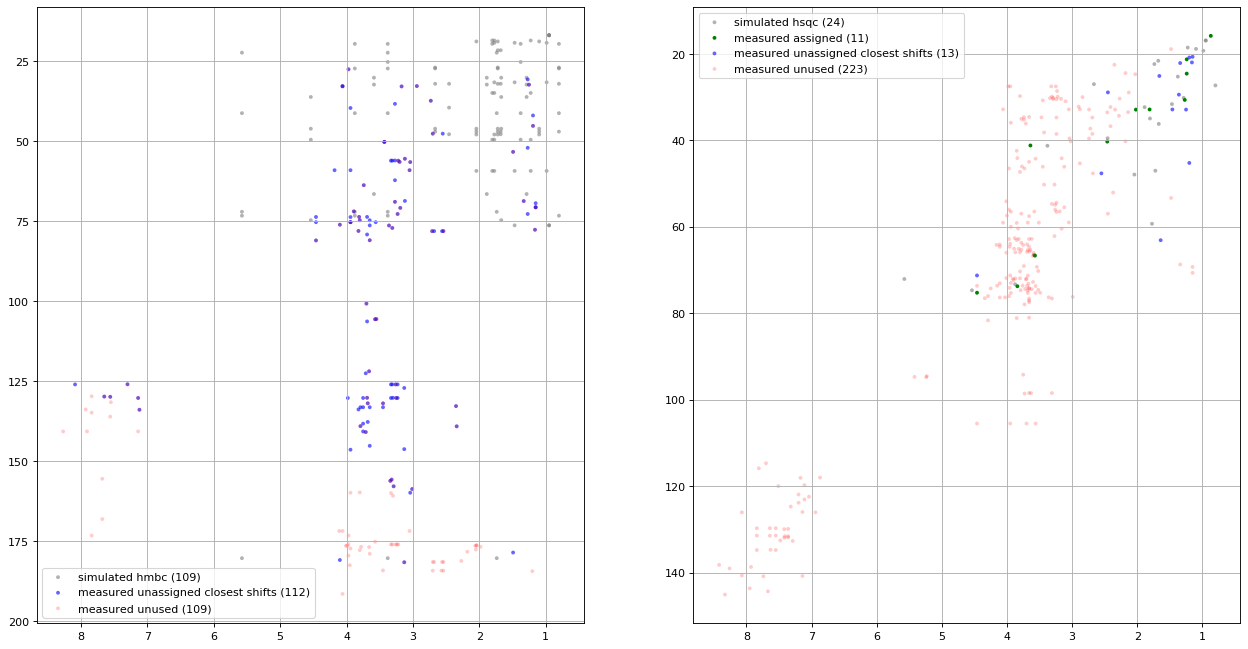 25
50
75
100
125
150
175
200
8 7 6 5 4 3 2 1
simulated hmbc (109)
measured unassigned closest shifts (112)
measured unused (109)
20
40
60
80
100
120
140
8 7 6 5 4 3 2 1
simulated hsqc (24)
measured assigned (11)
measured unassigned closest shifts (13)
measured unused (223)